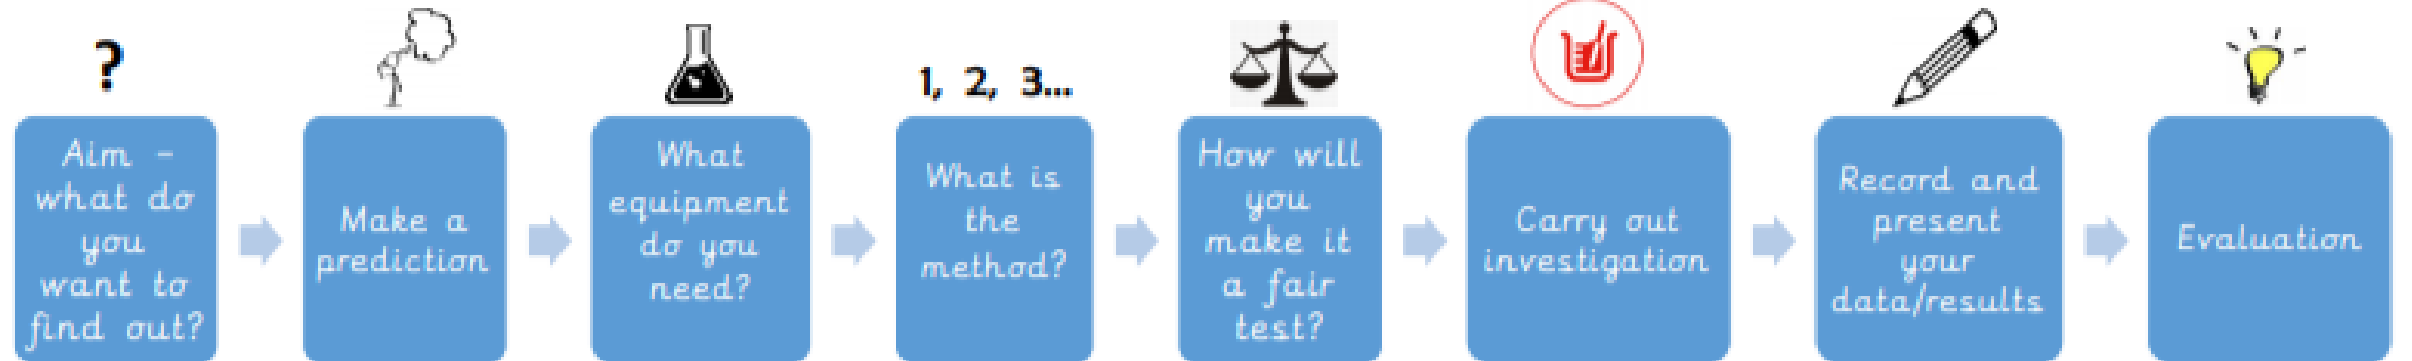 ?
1, 2, 3...
Aim -
what do
you
want to
find out?
Make a
prediction
What
equipment
do you
need?
What is
the
method?
How will
you
make it
a fair
test?
Carry out
investigation
Record and
present
your
data/results
Evaluation